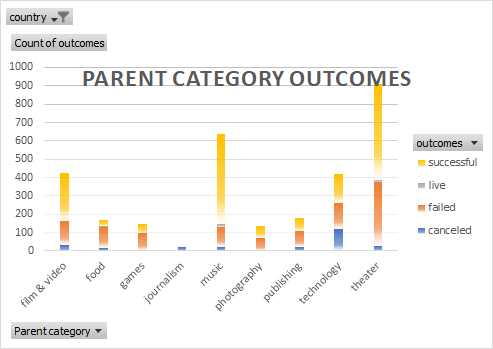 country
Count of outcomes
PARENT CATEGORY OUTCOMES
1000
900
800
700
600
500
400
300
200
100
0
film & video
food
games
journalism
music
photography
publishing
technology
theater
outcomes
successful
live
failed
canceled
Parent category